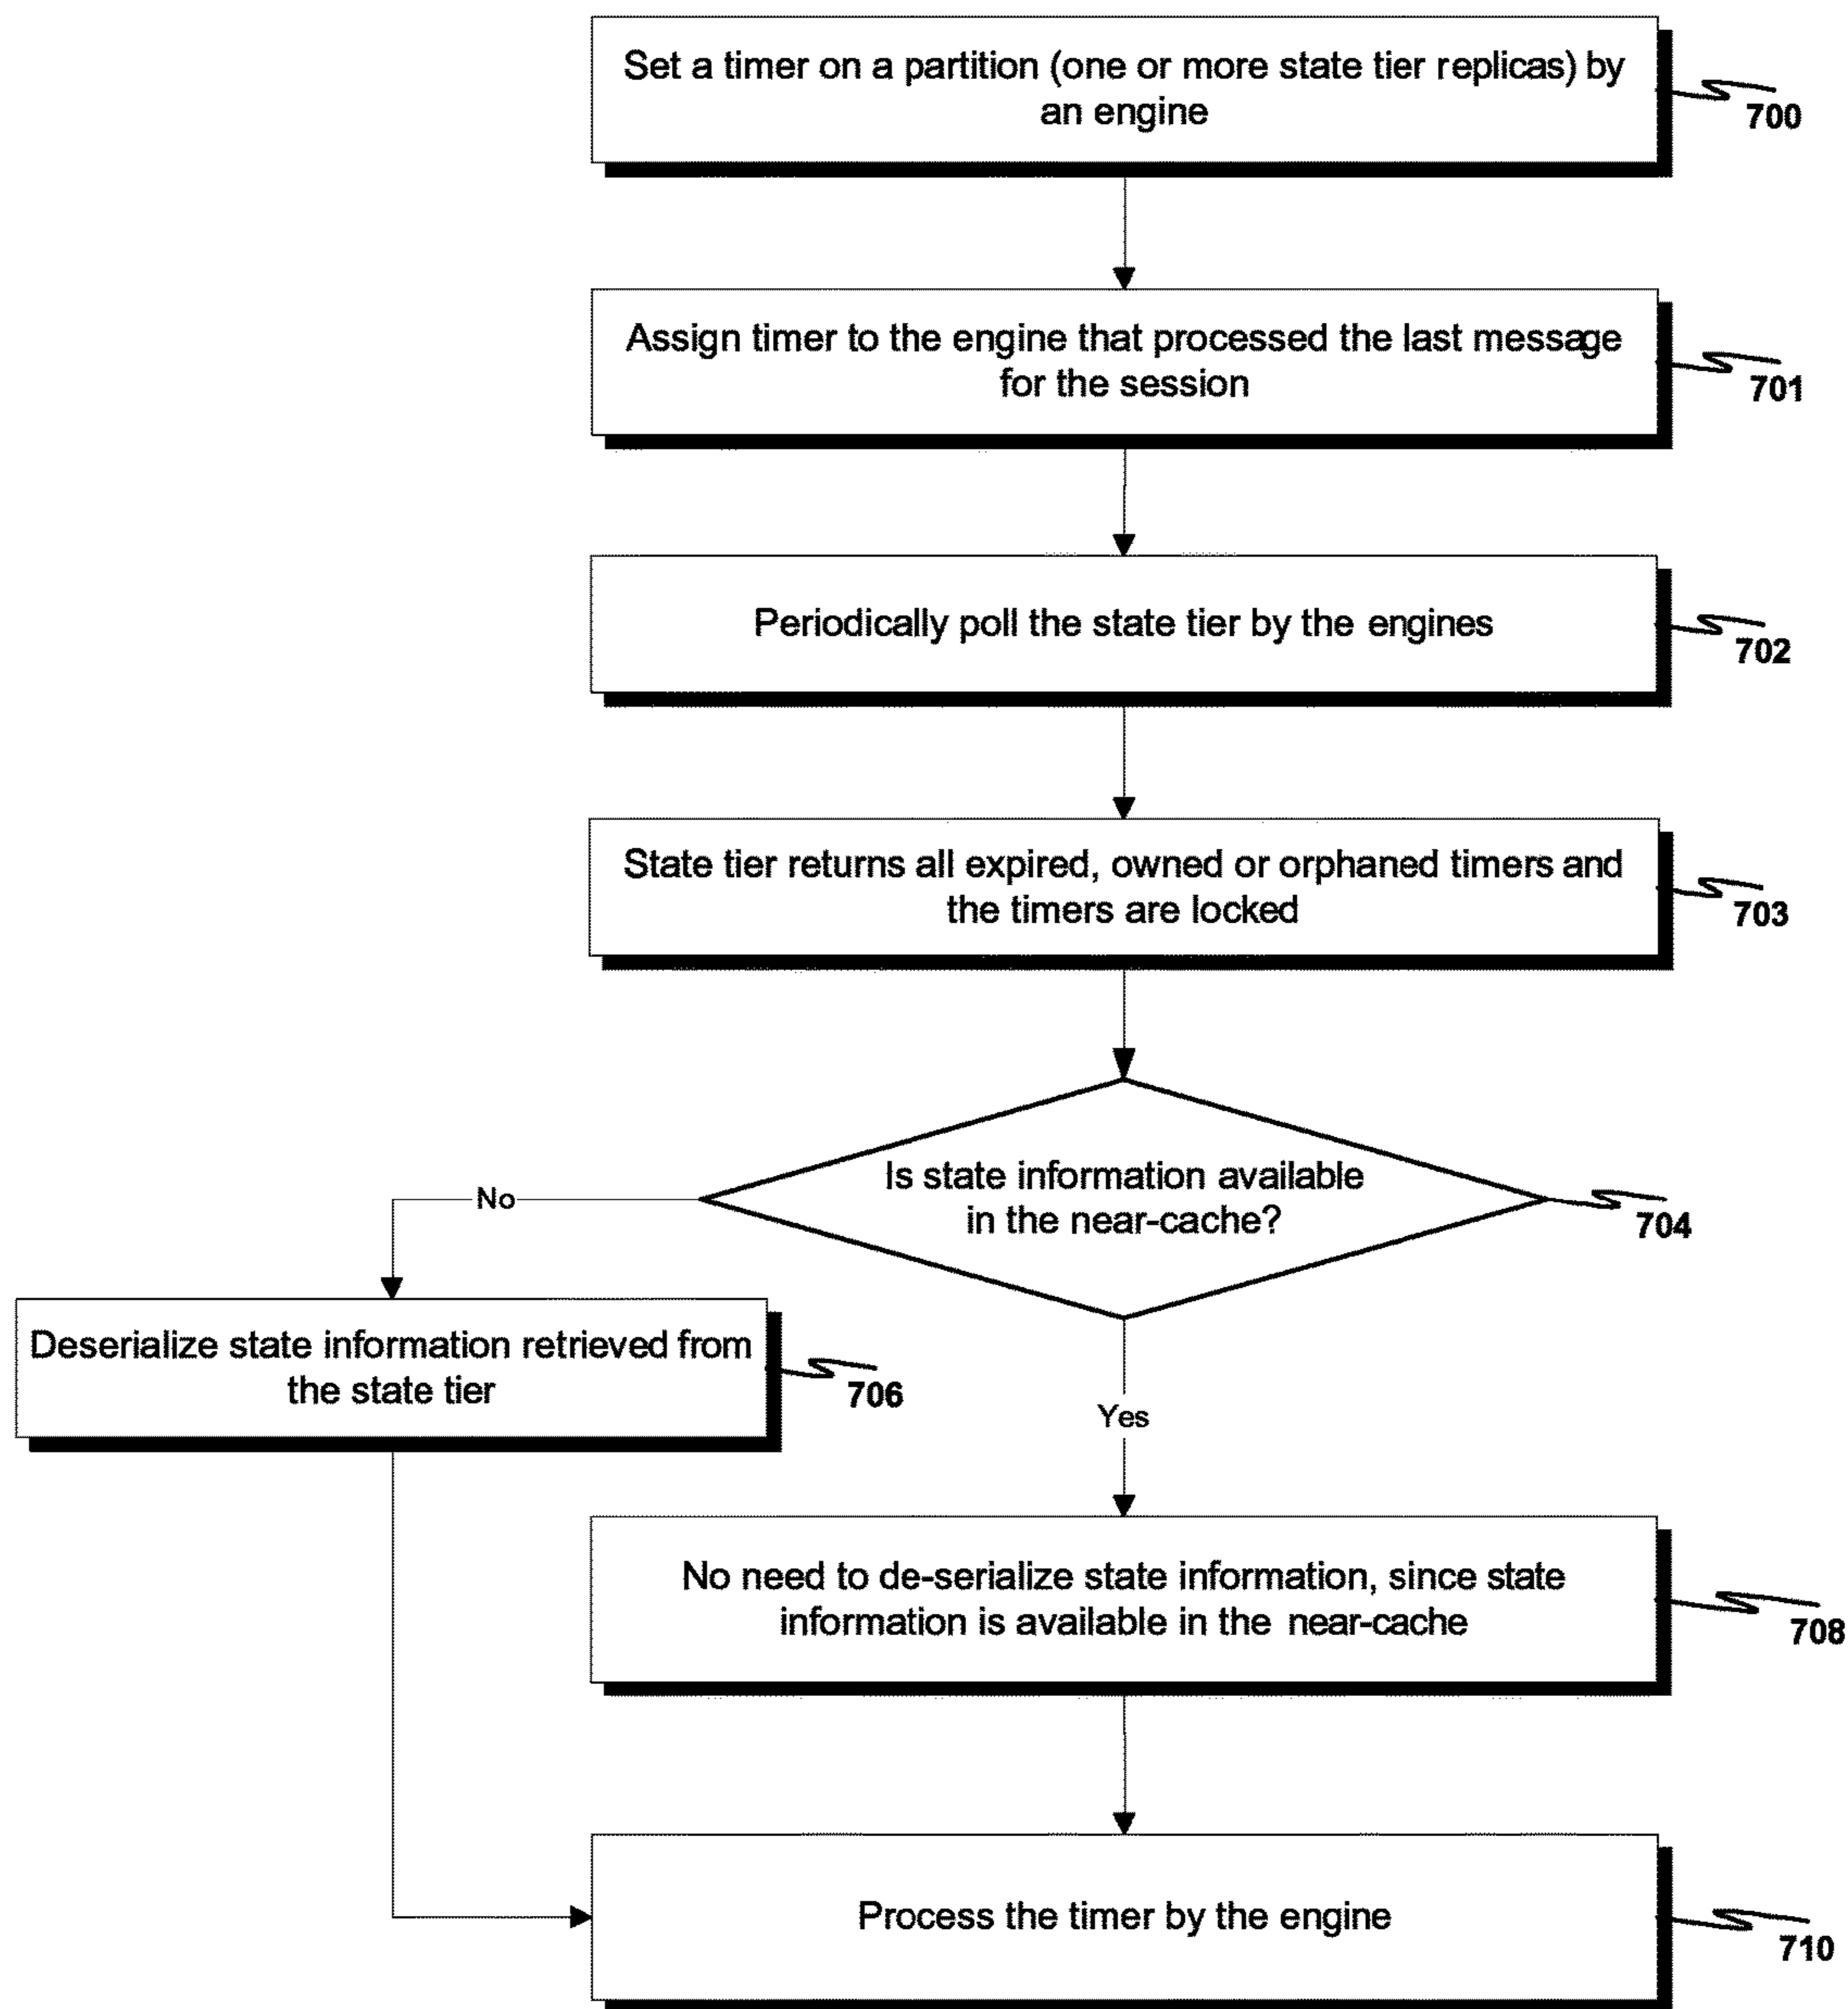 Set a timer on a partition (one or more state tier replicas) by
an engine
700
Assign timer to the engine that processed the last message
for the session
701
Periodically poll the state tier by the engines
702
State tier returns all expired, owned or orphaned timers and
the timers are locked
703
Is state information available
in the near-cache?
704
No
Deserialize state information retrieved from
the state tier
706
Yes
No need to de-serialize state information, since state
information is available in the near-cache
708
Process the timer by the engine
710